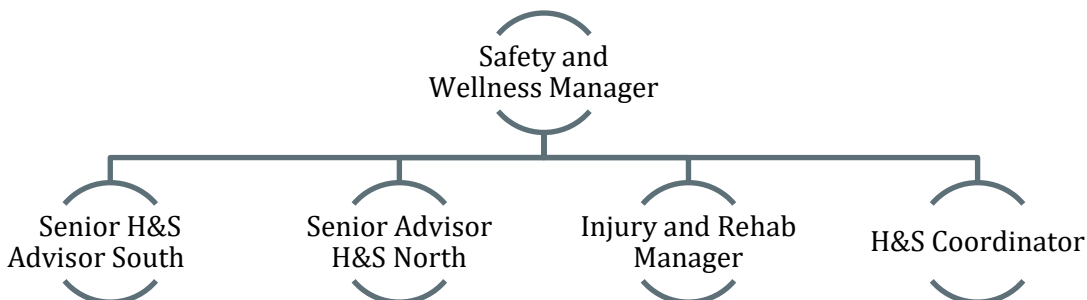 Safety and
Wellness Manager
Senior H&S
Advisor South
Senior Advisor
H&S North
Injury and Rehab
Manager
H&S Coordinator